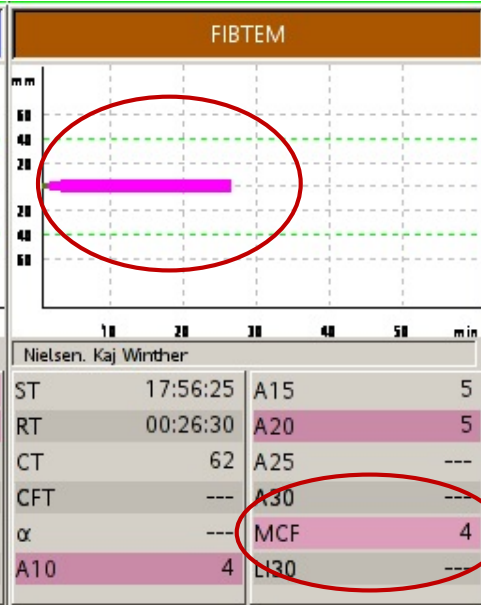 FIBTEM
mm
60
40
20
20
40
60
10 20 30 40 50 min
Nielsen. Kaj Winther
ST 17:56:25 A15 5
RT 00:26:30 A20 5
CT 62 A25 ---
CFT --- A30 ---
α --- MCF 4
A10 4 LI30 ---